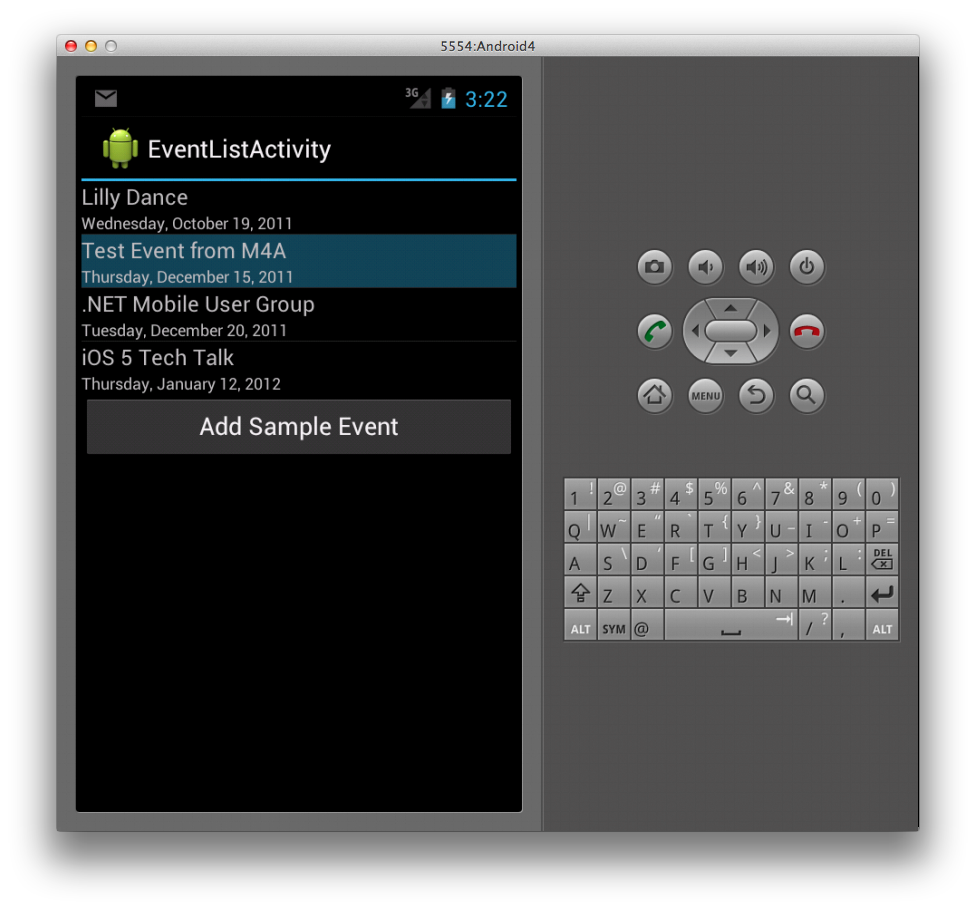 5554:Android4
3G 3:22
EventListActivity
Lilly Dance
Wednesday, October 19, 2011
Test Event from M4A
Thursday, December 15, 2011
.NET Mobile User Group
Tuesday, December 20, 2011
iOS 5 Tech Talk
Thursday, January 12, 2012
Add Sample Event
MENU
1 ! 2 @ 3 # 4 $ 5 % 6 ^ 7 & 8 * 9 ( 0 )
Q | W ~ E “ R ` T { Y } U _ I - O + P =
A S \ D ‘ F [ G ] H < J > K ; L : DEL
Z X C V B N M .
ALT SYM @ / ? , ALT